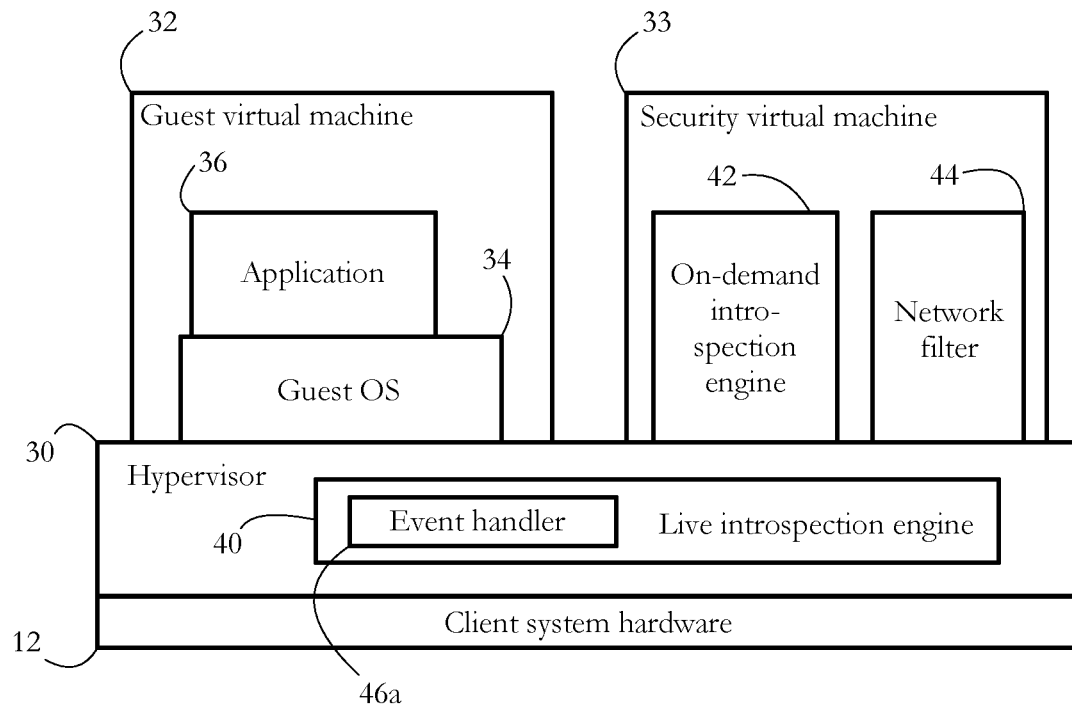 32
33
Guest virtual machine
Security virtual machine
36
42
44
Application
34
On-demand
intro-
spection
engine
Network
filter
Guest OS
30
Hypervisor
40
Event handler
Live introspection engine
12
Client system hardware
46a